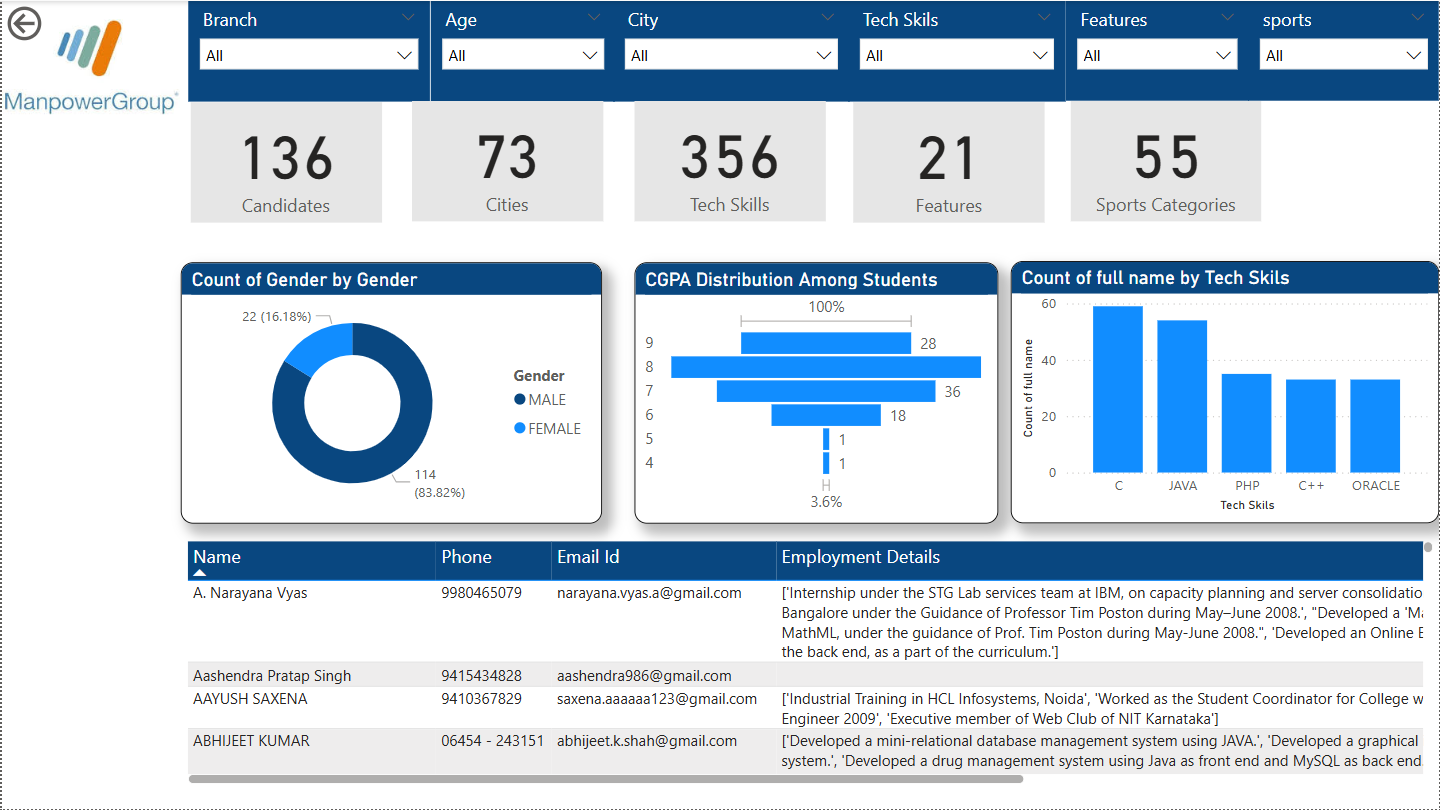 Branch
Age
City
Tech Skils
Features
sports
All
All
All
All
All
All
ManpowerGroup®
136
Candidates
73
Cities
356
Tech Skills
21
Features
55
Sports Categories
Count of Gender by Gender
22 (16.18%)
114
(83.82%)
Gender
MALE
FEMALE
CGPA Distribution Among Students
100%
9
28
8
7
36
6
18
5
1
4
1
3.6%
Count of full name by Tech Skils
Count of full name
60
40
20
0
C
JAVA
PHP
C++
ORACLE
Tech Skils
Name
Phone
Email Id
Employment Details
A. Narayana Vyas
9980465079
narayana.vyas.a@gmail.com
['Internship under the STG Lab services team at IBM, on capacity planning and server consolidatio
Bangalore under the Guidance of Professor Tim Poston during May–June 2008.', "Developed a 'Ma
MathML, under the guidance of Prof. Tim Poston during May-June 2008.", 'Developed an Online E
the back end, as a part of the curriculum.']
Aashendra Pratap Singh
9415434828
aashendra986@gmail.com
AAYUSH SAXENA
9410367829
saxena.aaaaaa123@gmail.com
['Industrial Training in HCL Infosystems, Noida', 'Worked as the Student Coordinator for College w
Engineer 2009', 'Executive member of Web Club of NIT Karnataka']
ABHIJEET KUMAR
06454 - 243151
abhijeet.k.shah@gmail.com
['Developed a mini-relational database management system using JAVA.', 'Developed a graphical
system.', 'Developed a drug management system using Java as front end and MySQL as back end.